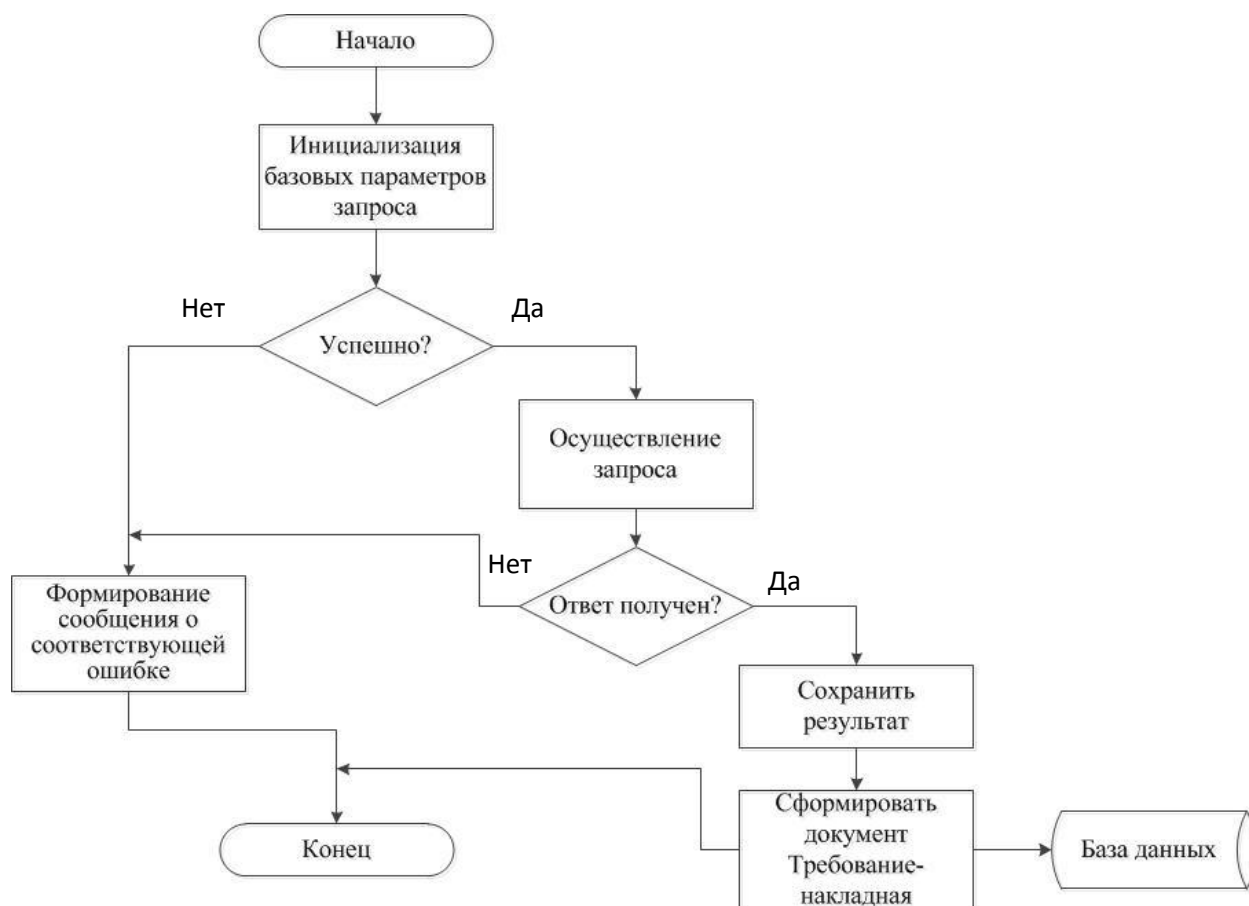 Начало
Инициализация
базовых параметров
запроса
Нет
Да
Успешно?
Осуществление
запроса
Нет
Да
Ответ получен?
Формирование
сообщения о
соответствующей
ошибке
Сохранить
результат
Сформировать
документ
Требование-
накладная
База данных
Конец